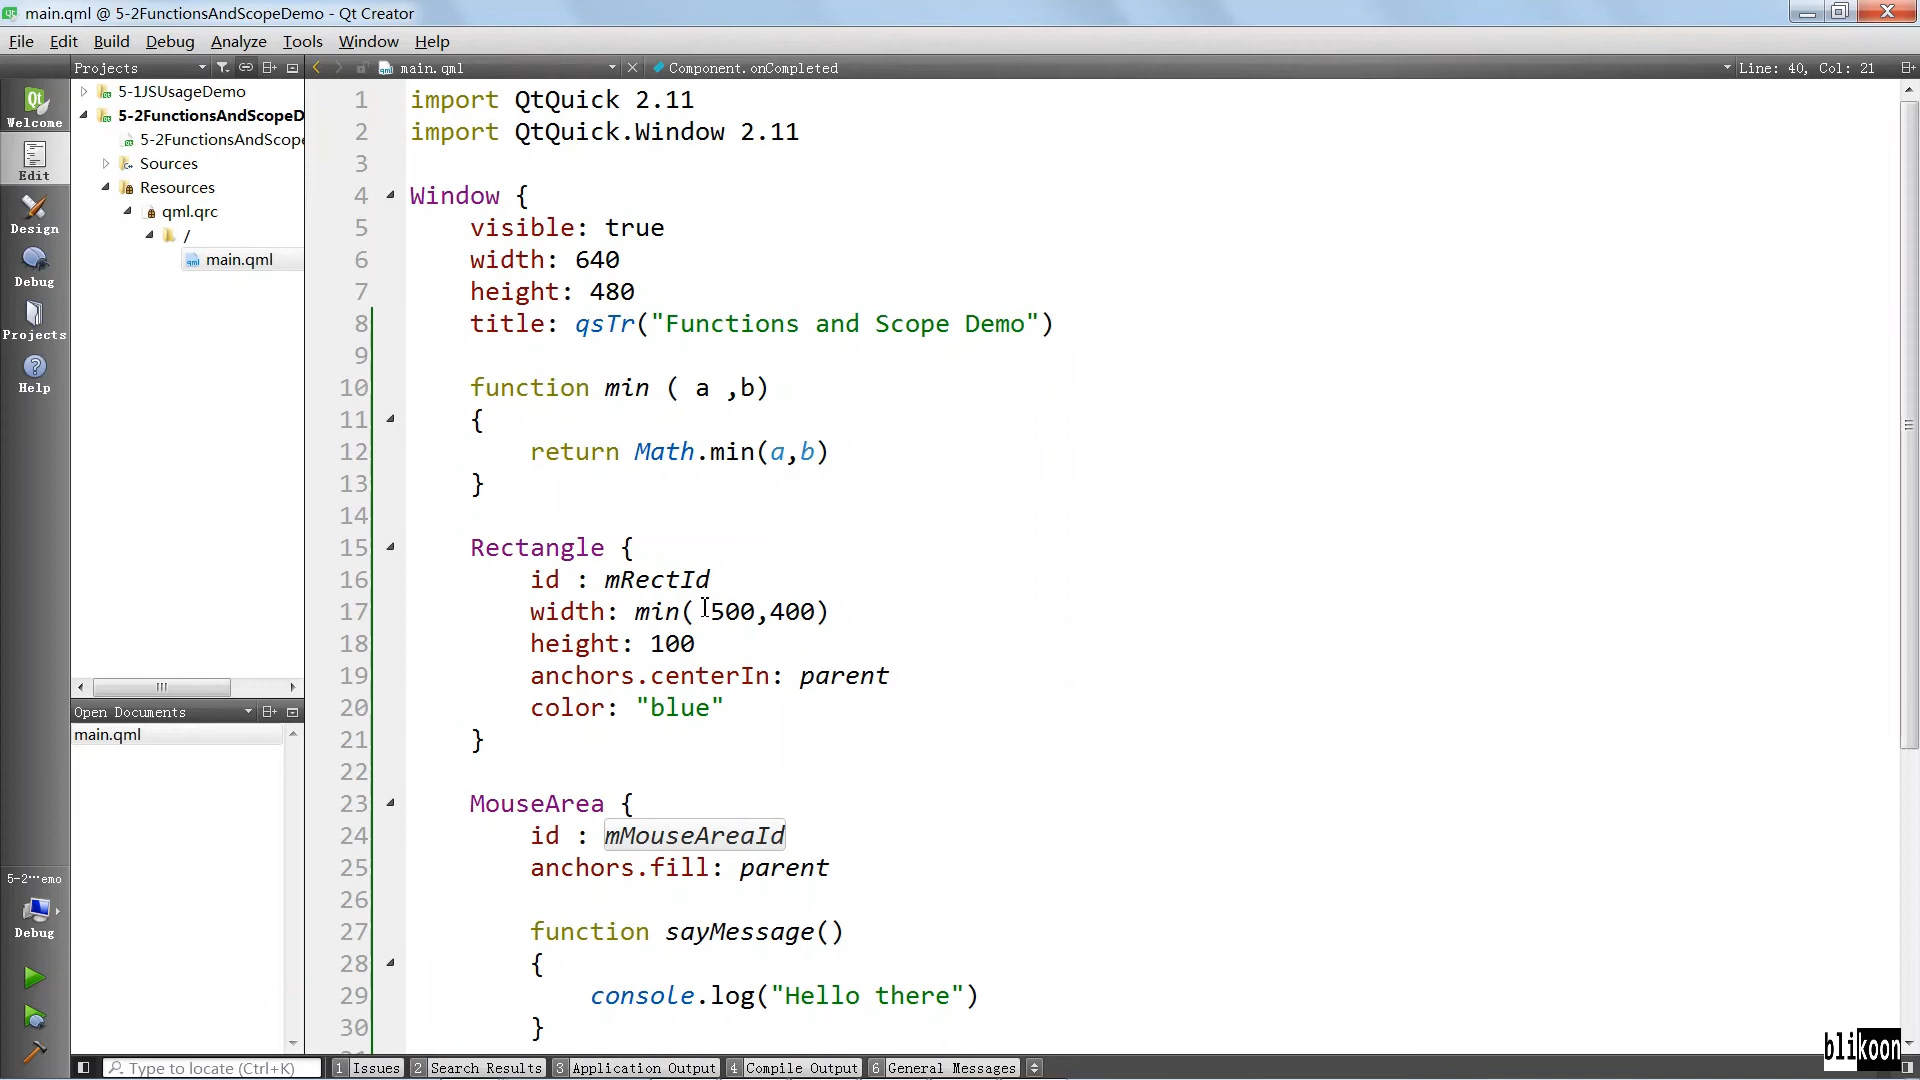 main.qml @ 5-2FunctionsAndScopeDemo - Qt Creator
File Edit Build Debug Analyze Tools Window Help
Projects
main.qml
Component.onCompleted
Line: 40, Col: 21
Welcome
Edit
Design
Debug
Projects
Help
5-1JSUsageDemo
5-2FunctionsAndScopeD
5-2FunctionsAndScope
Sources
Resources
qml.qrc
/
main.qml
Open Documents
main.qml
5-2···emo
Debug
1 import QtQuick 2.11
2 import QtQuick.Window 2.11
3
4 Window {
5 visible: true
6 width: 640
7 height: 480
8 title: qsTr("Functions and Scope Demo")
9
10 function min ( a ,b)
11 {
12 return Math.min(a,b)
13 }
14
15 Rectangle {
16 id : mRectId
17 width: min( 500,400)
18 height: 100
19 anchors.centerIn: parent
20 color: "blue"
21 }
22
23 MouseArea {
24 id : mMouseAreaId
25 anchors.fill: parent
26
27 function sayMessage()
28 {
29 console.log("Hello there")
30 }
Type to locate (Ctrl+K)
1 Issues 2 Search Results 3 Application Output 4 Compile Output 6 General Messages
blikoon